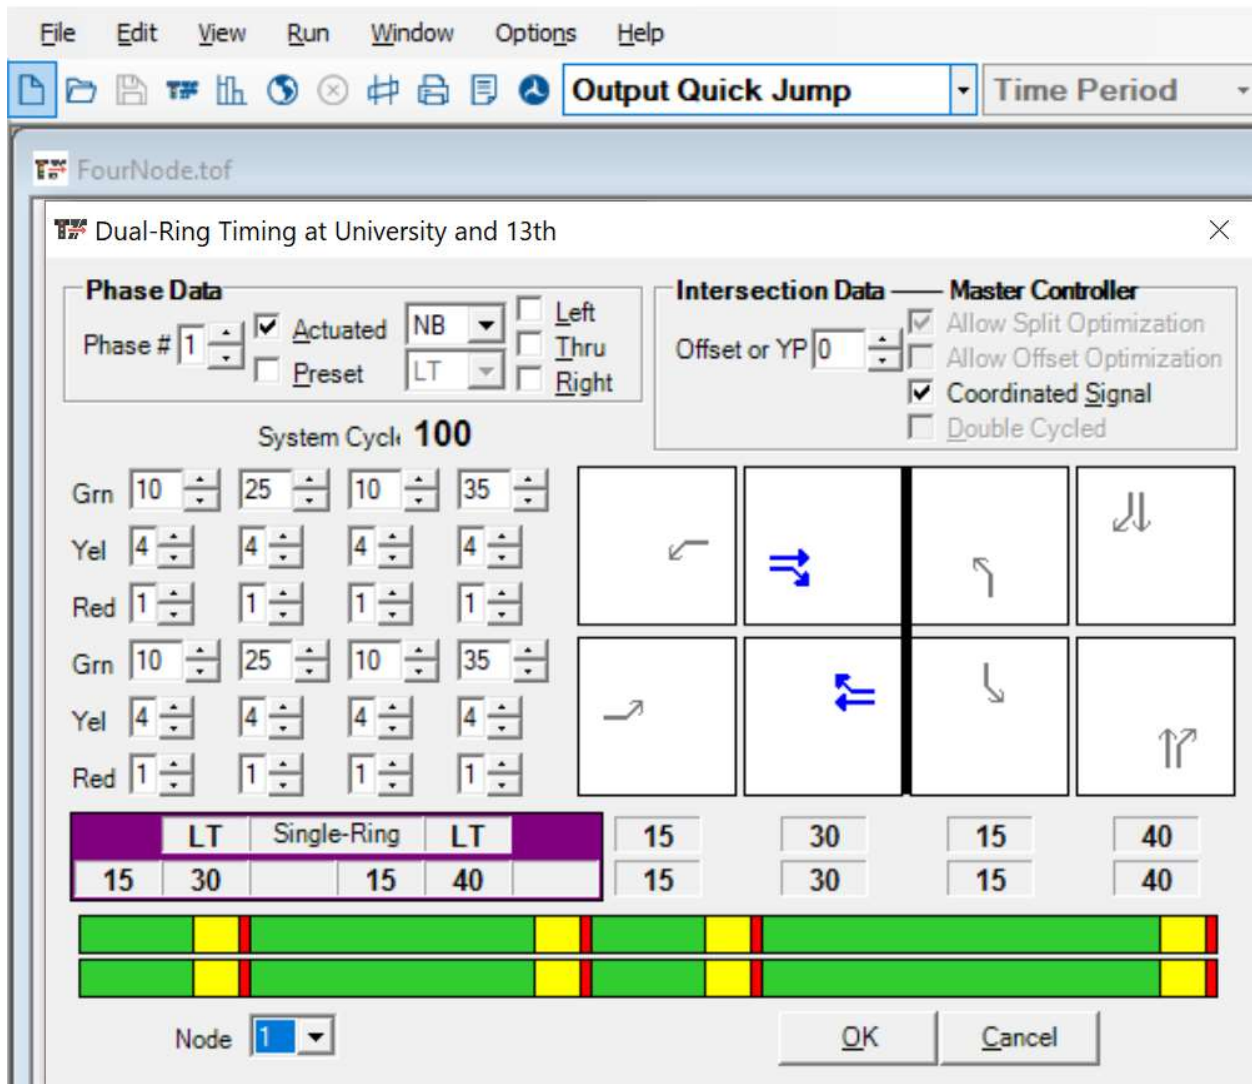 File Edit View Run Window Options Help
Output Quick Jump Time Period
FourNode.tof
Dual-Ring Timing at University and 13th
Phase Data Intersection Data Master Controller
Phase # 1 Actuated NB Left Offset or YP 0 Allow Split Optimization
Thru Allow Offset Optimization
Preset LT Right Coordinated Signal
System Cycl 100 Double Cycled
Grn 10 25 10 35
Yel 4 4 4 4
Red 1 1 1 1
Grn 10 25 10 35
Yel 4 4 4 4
Red 1 1 1 1
LT Single-Ring LT 15 30 15 40
15 30 15 40 15 30 15 40
Node 1 OK Cancel